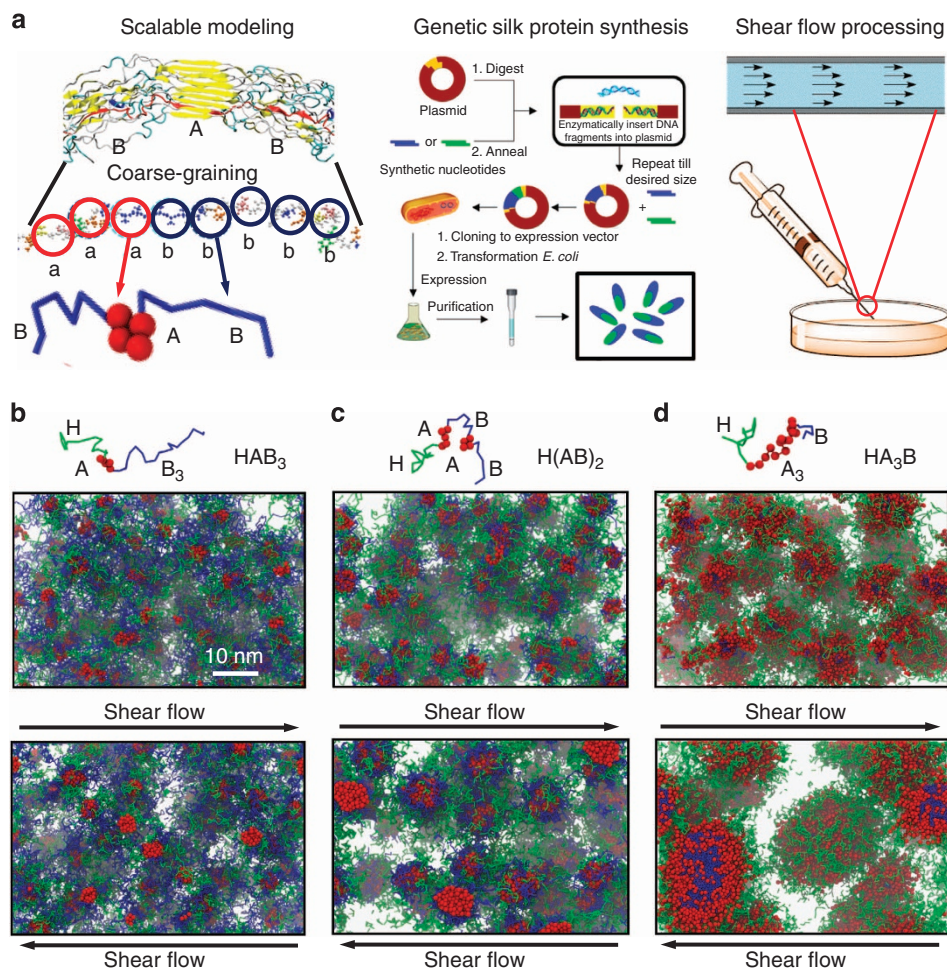 a
Scalable modeling
B
A
B
Coarse-graining
a
a
a
b
b
b
b
b
B
A
B
Genetic silk protein synthesis
1. Digest
Plasmid
or
2. Anneal
Synthetic nucleotides
Enzymatically insert DNA
fragments into plasmid
Repeat till
desired size
+
1. Cloning to expression vector
2. Transformation E. coli
Expression
Purification
Shear flow processing
b
H
A
B3
HAB3
10 nm
Shear flow
Shear flow
c
A
B
H
A
B
H(AB)2
Shear flow
Shear flow
d
H
B
A3
HA3B
Shear flow
Shear flow